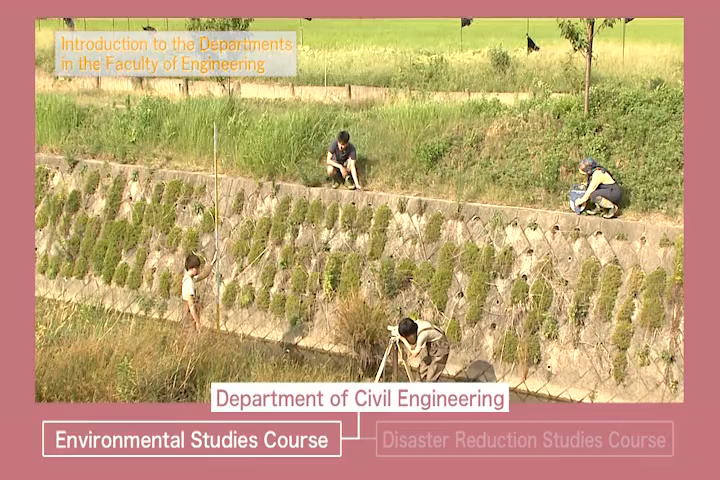 Introduction to the Departments
in the Faculty of Engineering
Department of Civil Engineering
Environmental Studies Course
Disaster Reduction Studies Course